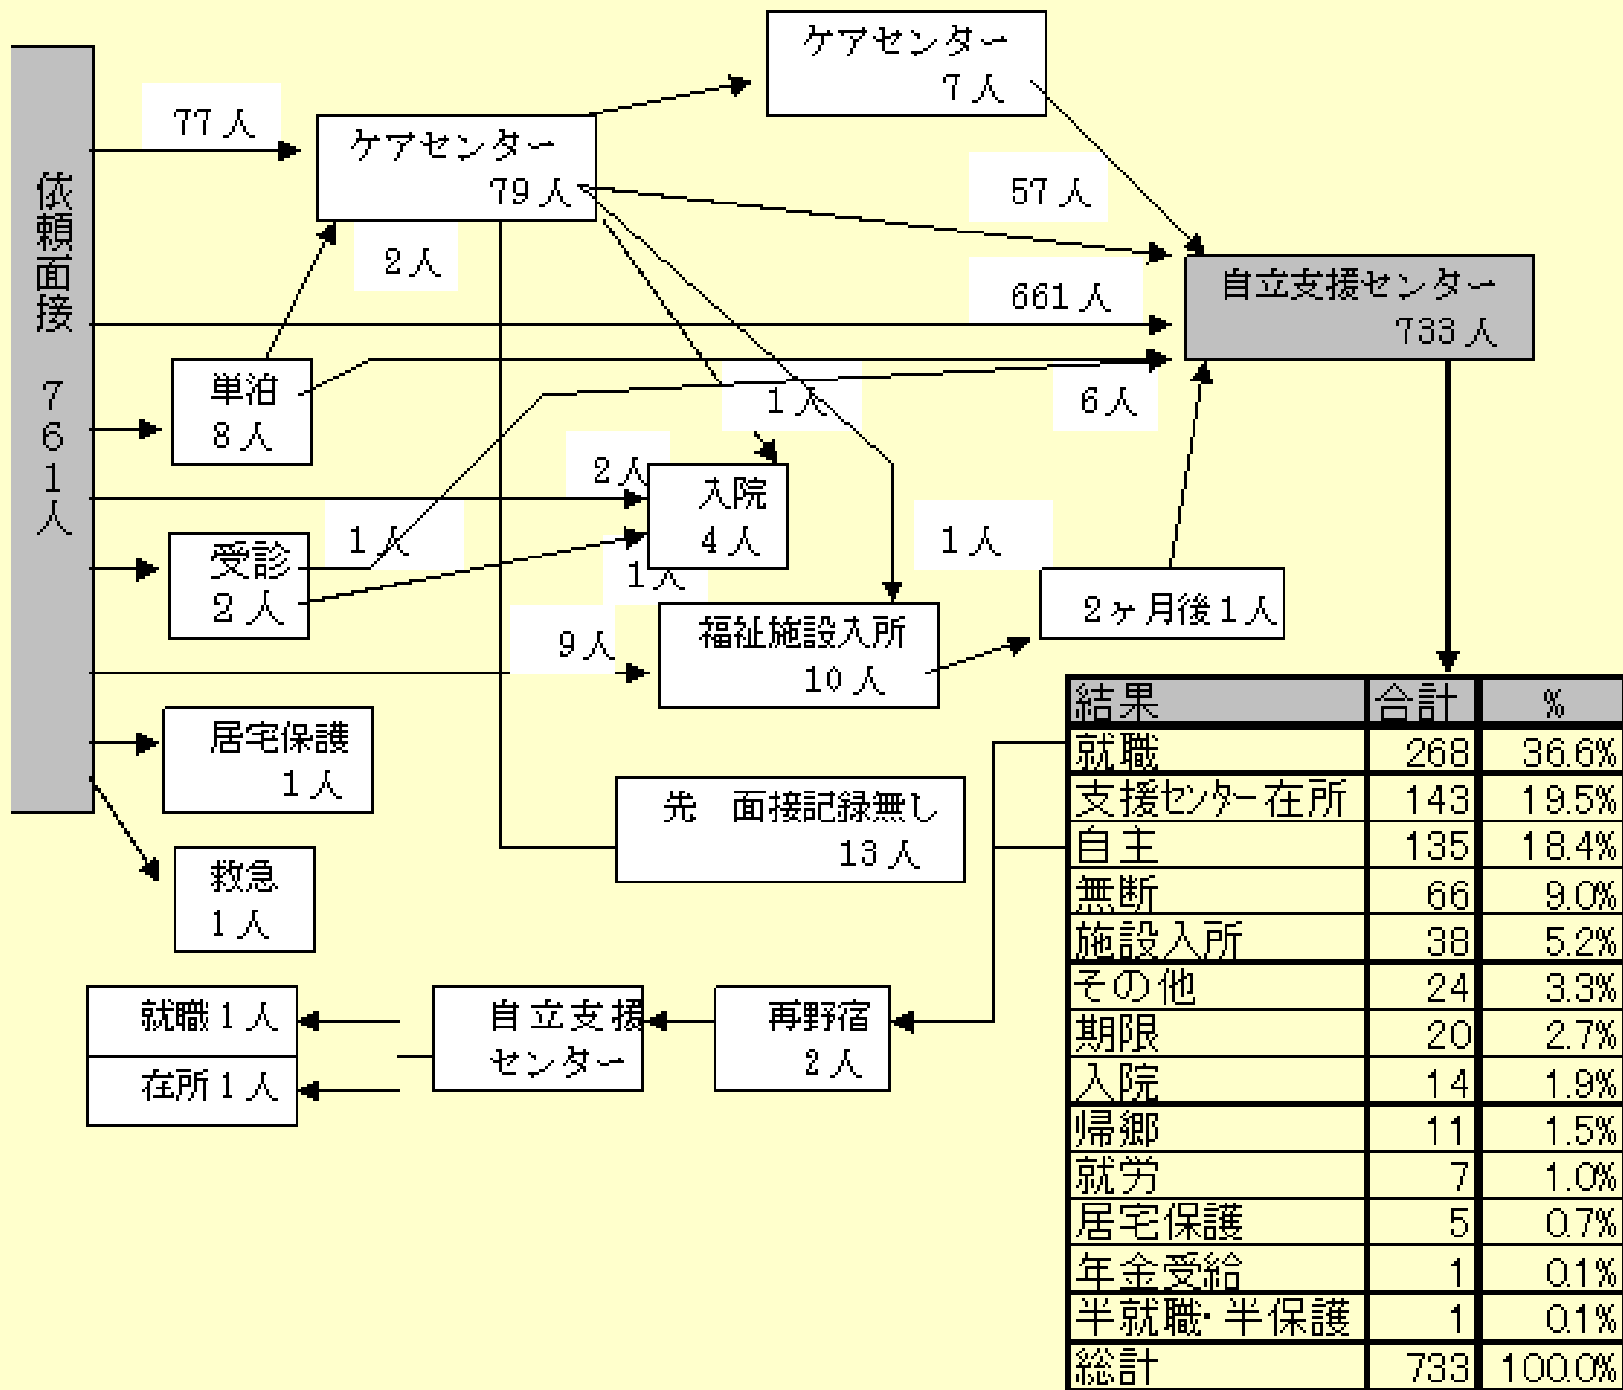 依頼面接 761人
77人
ケアセンター
79人
ケアセンター
7人
57人
2人
661人
自立支援センター
733人
単泊
8人
1人
6人
2人
入院
4人
受診
2人
1人
1人
1人
2ヶ月後1人
9人
福祉施設入所
10人
居宅保護
1人
先 面接記録無し
13人
救急
1人
就職1人
在所1人
自立支援
センター
再野宿
2人
結果 合計 %
就職 268 36.6%
支援センター在所 143 19.5%
自主 135 18.4%
無断 66 9.0%
施設入所 38 5.2%
その他 24 3.3%
期限 20 2.7%
入院 14 1.9%
帰郷 11 1.5%
就労 7 1.0%
居宅保護 5 0.7%
年金受給 1 0.1%
半就職・半保護 1 0.1%
総計 733 100.0%